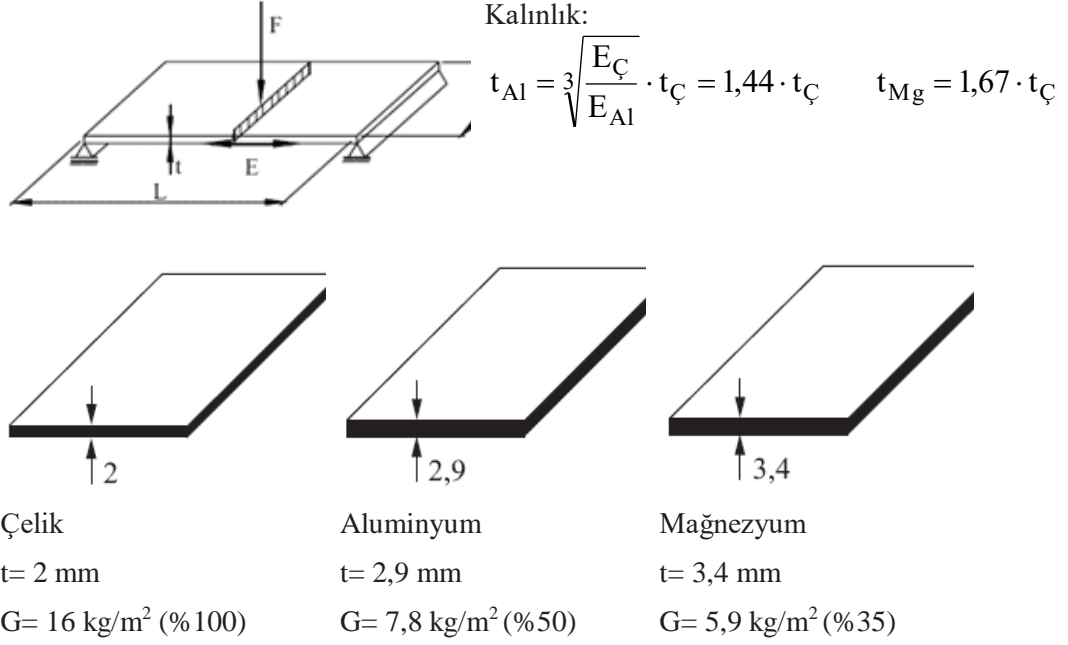 Kalınlık:
F
t_Al = ∛(E_Ç / E_Al) · t_Ç = 1,44 · t_Ç t_Mg = 1,67 · t_Ç
t
E
L
2
2,9
3,4
Çelik
Aluminyum
Mağnezyum
t= 2 mm
t= 2,9 mm
t= 3,4 mm
G= 16 kg/m² (%100)
G= 7,8 kg/m² (%50)
G= 5,9 kg/m² (%35)